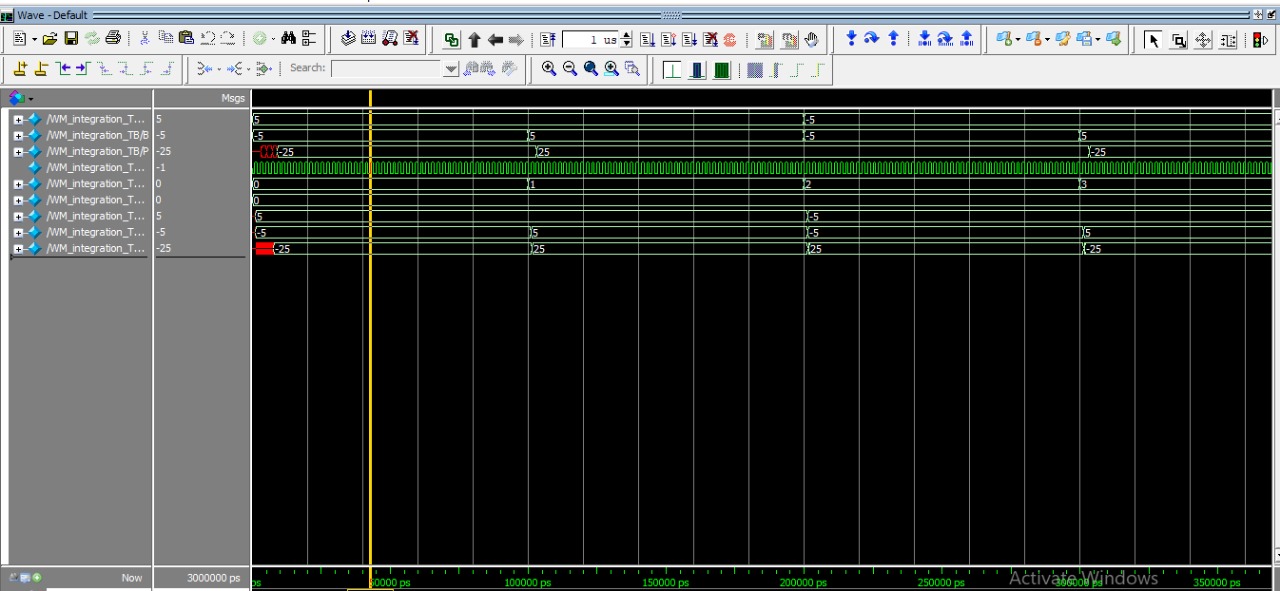 Wave - Default
1 us
Search:
Msgs
/WM_integration_T... 5 5 -5
/WM_integration_TB/B -5 -5 5 -5 5
/WM_integration_TB/P -25 -25 25 -25
/WM_integration_T... -1
/WM_integration_T... 0 0 1 2 3
/WM_integration_T... 0 0
/WM_integration_T... 5 5 -5
/WM_integration_T... -5 -5 5 -5 5
/WM_integration_T... -25 -25 25 25 -25
Now 3000000 ps ps 50000 ps 100000 ps 150000 ps 200000 ps 250000 ps 300000 ps 350000 ps
Activate Windows